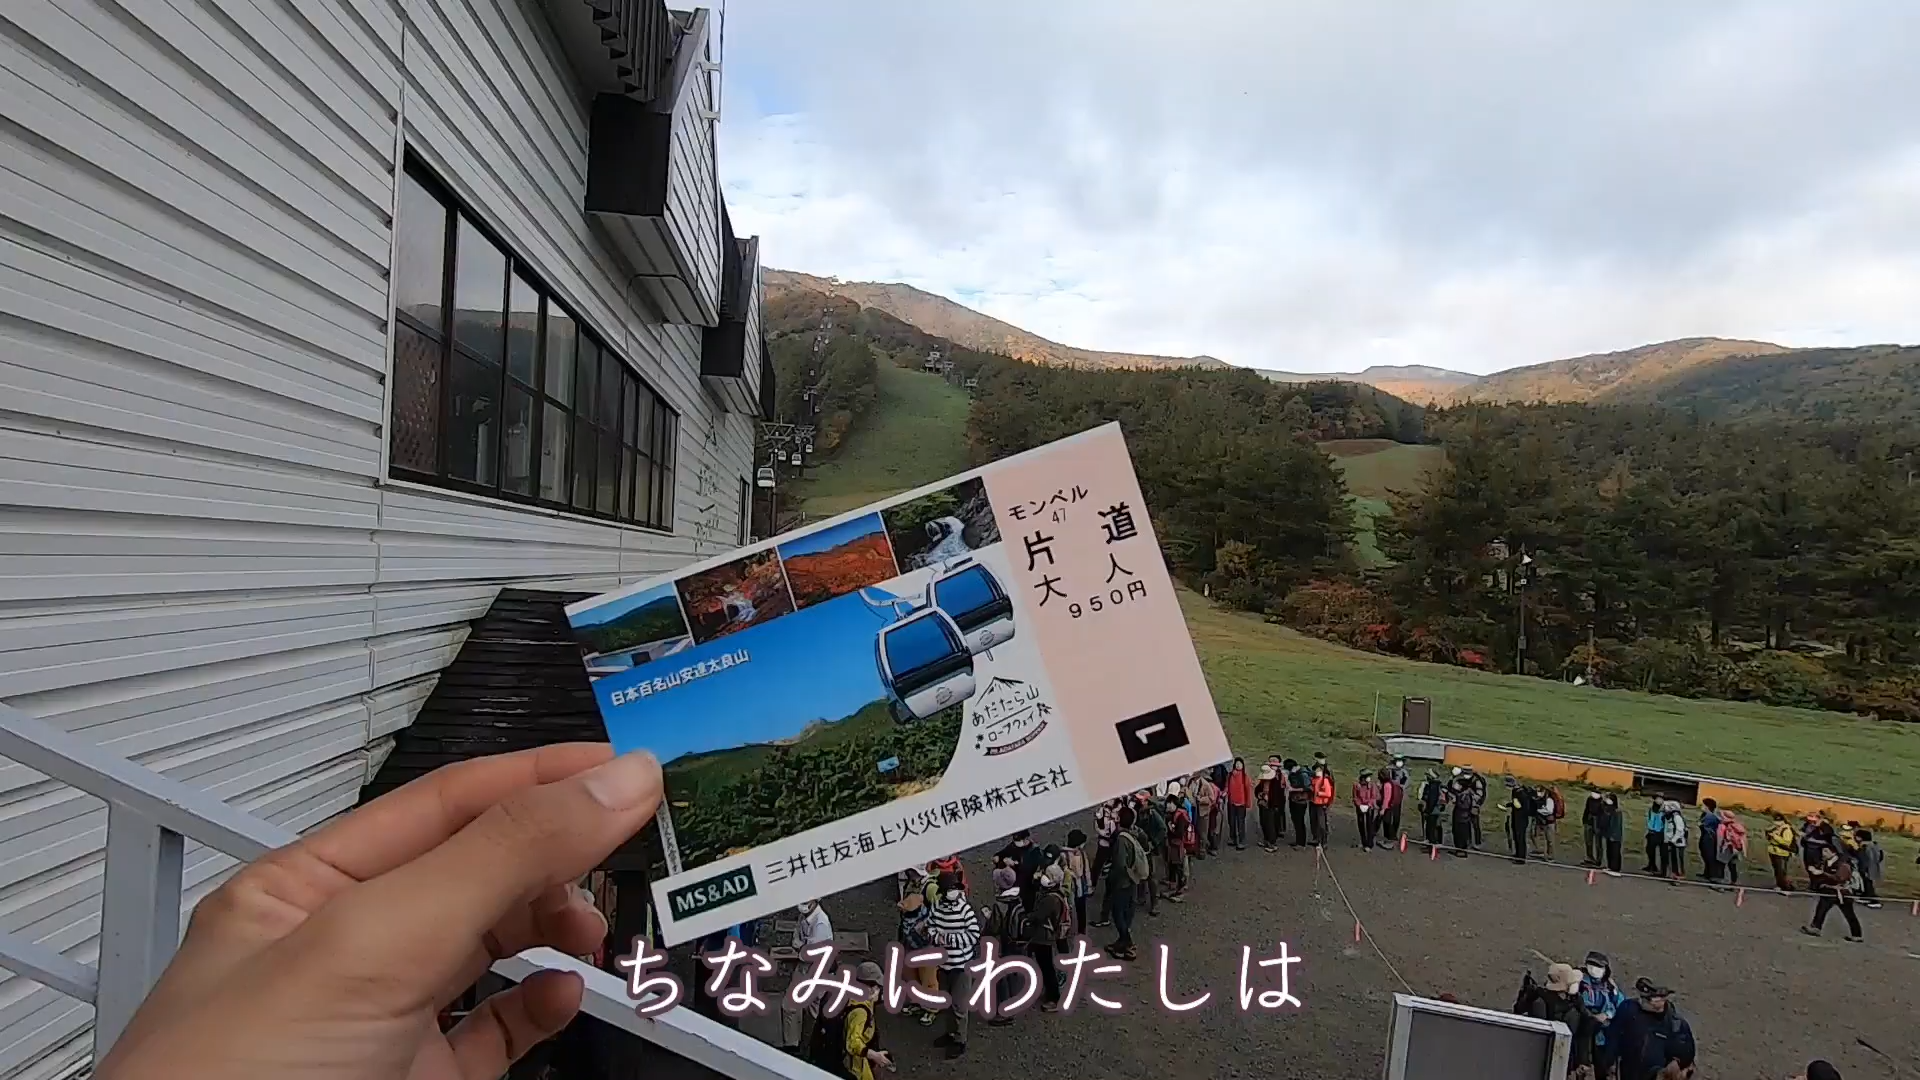 モンベル
47
片道
大人
950円
1
日本百名山安達太良山
あだたら山
ロープウェイ
MS&AD 三井住友海上火災保険株式会社
ちなみにわたしは